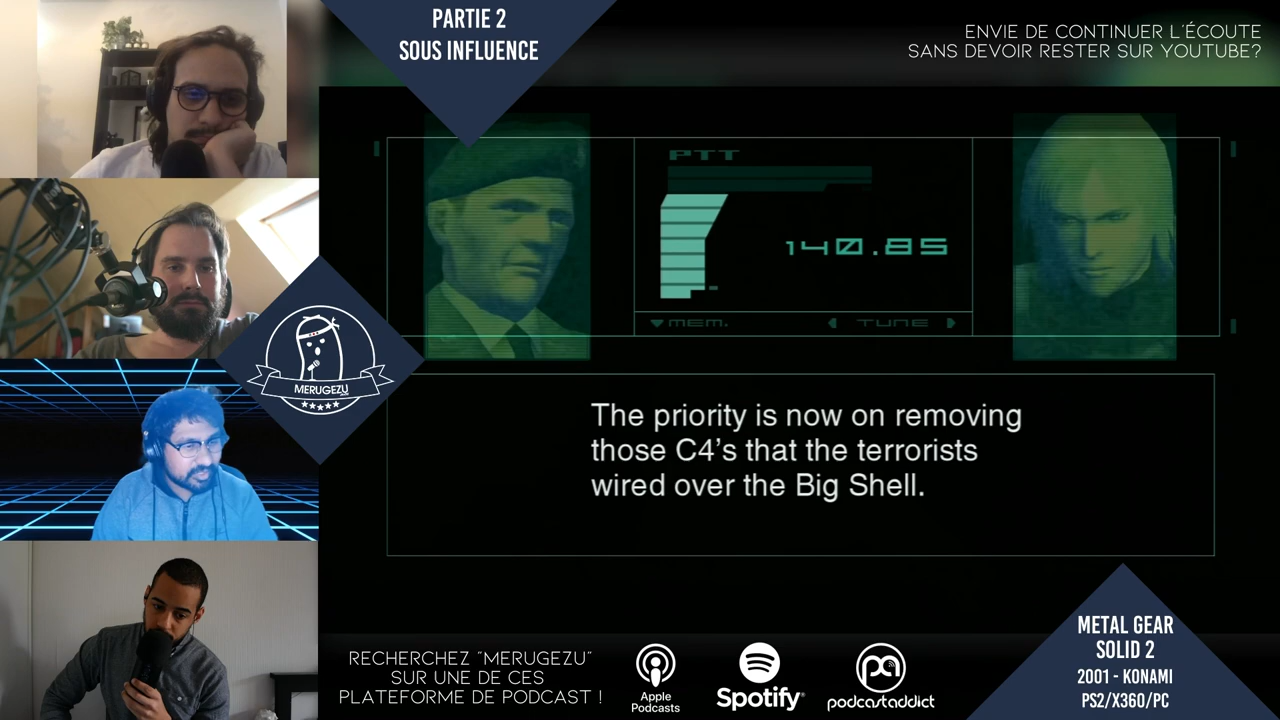 PARTIE 2
SOUS INFLUENCE
ENVIE DE CONTINUER L'ÉCOUTE
SANS DEVOIR RESTER SUR YOUTUBE?
PTT
140.85
MEM.
TUNE
MERUGEZU
The priority is now on removing
those C4's that the terrorists
wired over the Big Shell.
METAL GEAR
SOLID 2
2001 - KONAMI
PS2/X360/PC
RECHERCHEZ "MERUGEZU"
SUR UNE DE CES
PLATEFORME DE PODCAST !
Apple
Podcasts
Spotify
podcastaddict